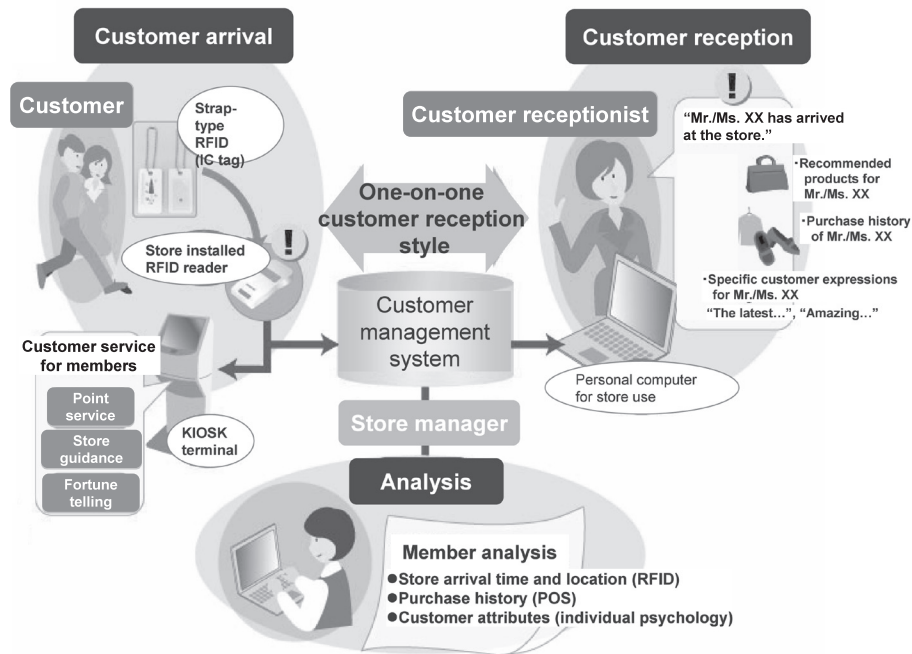 Customer arrival
Customer
Strap-
type
RFID
(IC tag)
Store installed
RFID reader
!
One-on-one
customer reception
style
Customer reception
Customer receptionist
!
“Mr./Ms. XX has arrived
at the store.”
・Recommended
products for
Mr./Ms. XX
・Purchase history
of Mr./Ms. XX
・Specific customer expressions
for Mr./Ms. XX
“The latest…”, “Amazing…”
Customer
management
system
Personal computer
for store use
Customer service
for members
Point
service
Store
guidance
Fortune
telling
KIOSK
terminal
Store manager
Analysis
Member analysis
●Store arrival time and location (RFID)
●Purchase history (POS)
●Customer attributes (individual psychology)